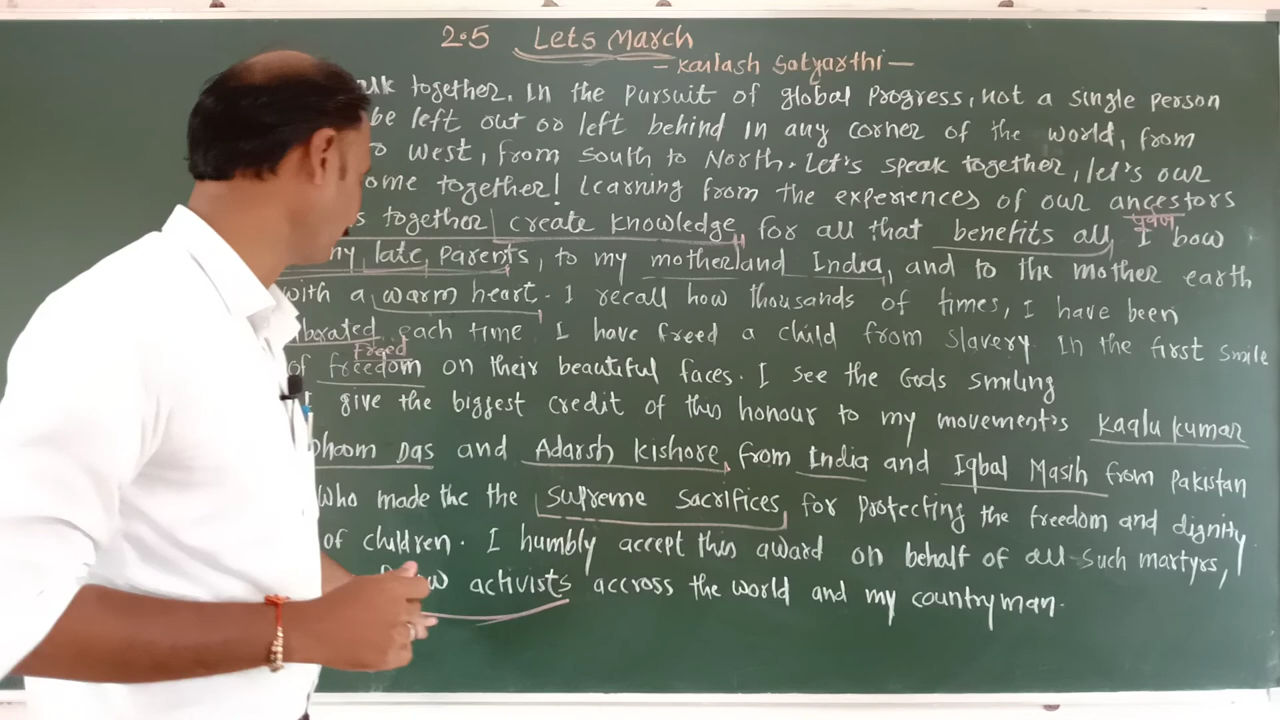 2.5 Lets March
- Kailash Satyarthi -
together. In the pursuit of global Progress, not a single person
be left out or left behind in any corner of the world, from
West, from South to North. Let's speak together, let's our
together! Learning from the experiences of our ancestors
पूर्वज
together create knowledge, for all that benefits all, I bow
late, parents, to my motherland India, and to the mother earth
with a warm heart. I recall how thousands of times, I have been
each time I have freed a child from slavery In the first smile
Freed
of freedom on their beautiful faces. I see the Gods smiling
I give the biggest credit of this honour to my movement's Kaalu kumar
Dhoom Das and Adarsh kishore, from India and Iqbal Masih from Pakistan
who made the the supreme sacrifices for protecting the freedom and dignity
of children. I humbly accept this award on behalf of all such martyrs,
activists accross the world and my countryman.